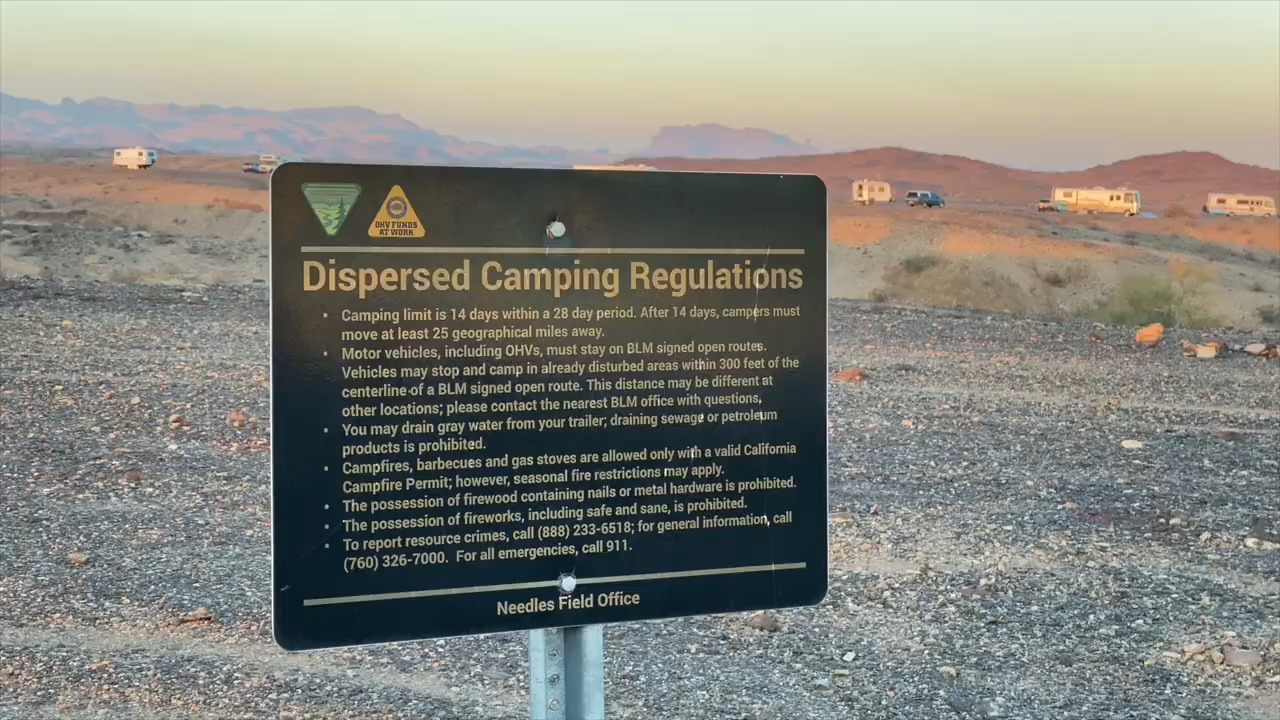 OHV FUNDS
AT WORK
Dispersed Camping Regulations
• Camping limit is 14 days within a 28 day period. After 14 days, campers must
move at least 25 geographical miles away.
• Motor vehicles, including OHVs, must stay on BLM signed open routes.
Vehicles may stop and camp in already disturbed areas within 300 feet of the
centerline of a BLM signed open route. This distance may be different at
other locations; please contact the nearest BLM office with questions,
• You may drain gray water from your trailer; draining sewage or petroleum
products is prohibited.
• Campfires, barbecues and gas stoves are allowed only with a valid California
Campfire Permit; however, seasonal fire restrictions may apply.
• The possession of firewood containing nails or metal hardware is prohibited.
• The possession of fireworks, including safe and sane, is prohibited.
• To report resource crimes, call (888) 233-6518; for general information, call
(760) 326-7000. For all emergencies, call 911.
Needles Field Office